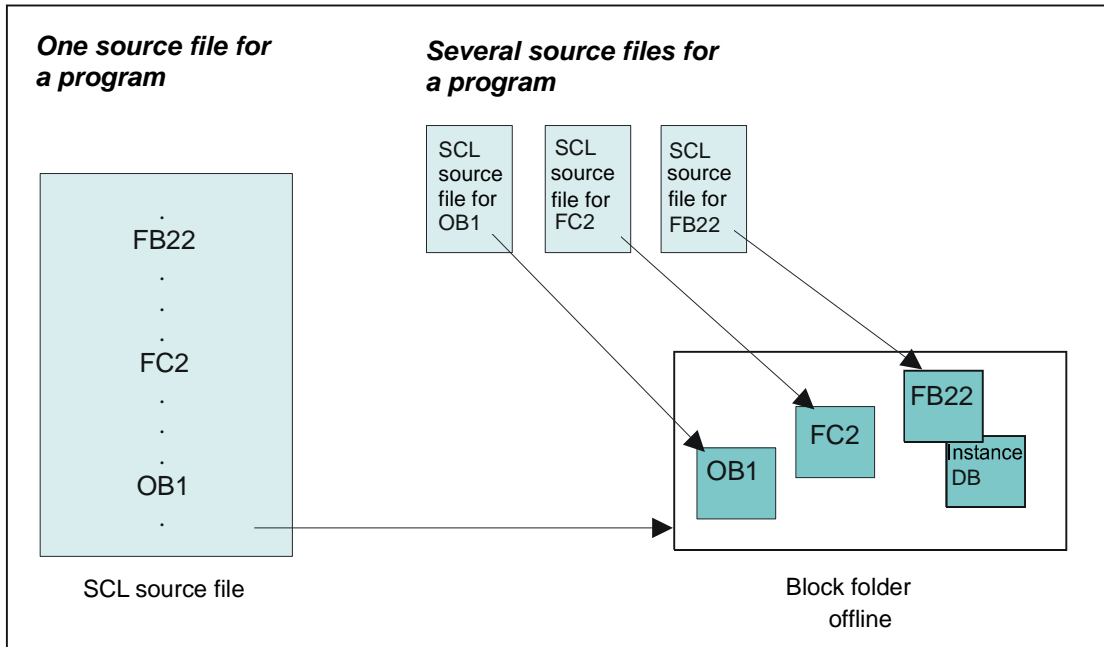 One source file for
a program
Several source files for
a program
SCL
source
file for
OB1
SCL
source
file for
FC2
SCL
source
file for
FB22
.
FB22
.
.
.
FC2
.
.
.
OB1
.
SCL source file
OB1
FC2
FB22
Instance
DB
Block folder
offline